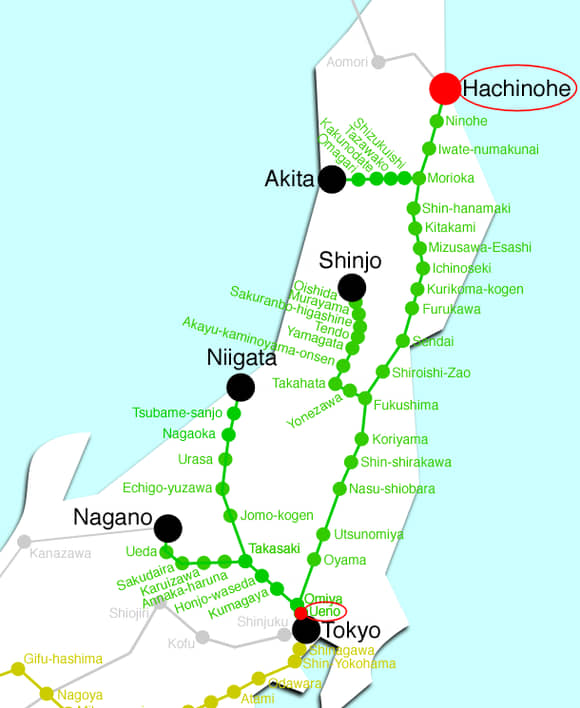 Aomori
Hachinohe
Ninohe
Iwate-numakunai
Shizukuishi
Tazawako
Kakunodate
Omagari
Akita
Morioka
Shin-hanamaki
Kitakami
Mizusawa-Esashi
Shinjo
Ichinoseki
Oishida
Murayama
Sakuranbo-higashine
Tendo
Yamagata
Akayu-kaminoyama-onsen
Kurikoma-kogen
Furukawa
Sendai
Niigata
Takahata
Yonezawa
Shiroishi-Zao
Fukushima
Tsubame-sanjo
Nagaoka
Koriyama
Urasa
Shin-shirakawa
Echigo-yuzawa
Nasu-shiobara
Nagano
Jomo-kogen
Utsunomiya
Kanazawa
Ueda
Takasaki
Oyama
Sakudaira
Karuizawa
Annaka-haruna
Honjo-waseda
Kumagaya
Omiya
Ueno
Shiojiri
Shinjuku
Tokyo
Kofu
Shinagawa
Shin Yokohama
Gifu-hashima
Odawara
Nagoya
Atami